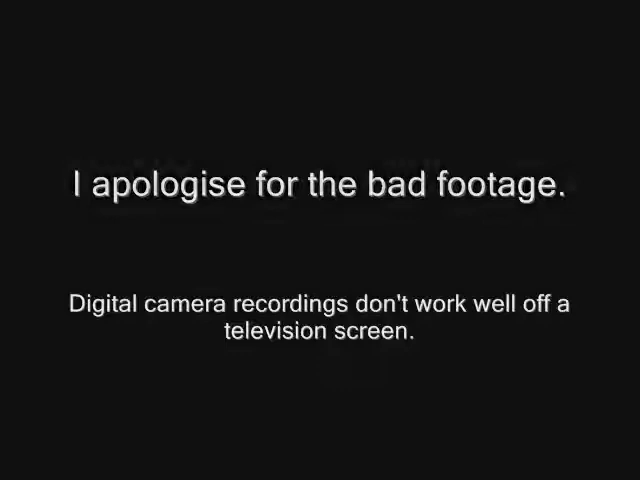 I apologise for the bad footage.
Digital camera recordings don't work well off a
television screen.